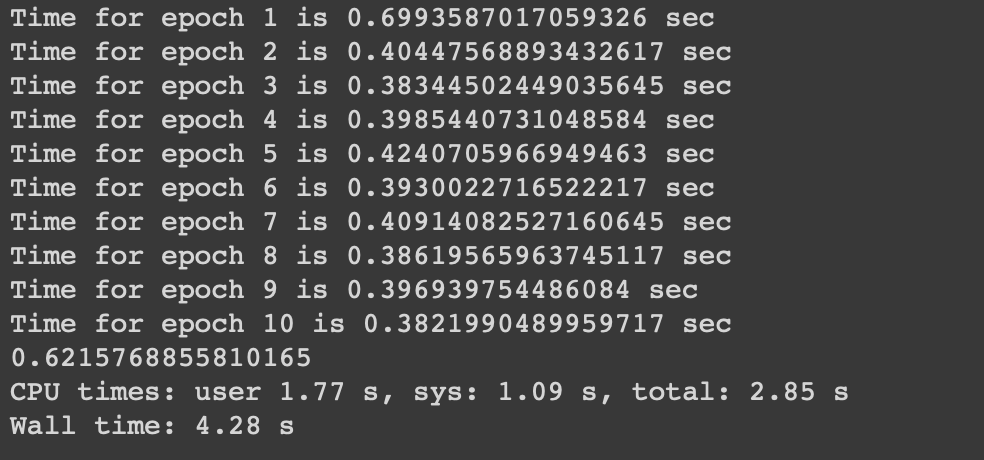 Time for epoch 1 is 0.6993587017059326 sec
Time for epoch 2 is 0.40447568893432617 sec
Time for epoch 3 is 0.38344502449035645 sec
Time for epoch 4 is 0.3985440731048584 sec
Time for epoch 5 is 0.4240705966949463 sec
Time for epoch 6 is 0.3930022716522217 sec
Time for epoch 7 is 0.40914082527160645 sec
Time for epoch 8 is 0.38619565963745117 sec
Time for epoch 9 is 0.396939754486084 sec
Time for epoch 10 is 0.3821990489959717 sec
0.6215768855810165
CPU times: user 1.77 s, sys: 1.09 s, total: 2.85 s
Wall time: 4.28 s